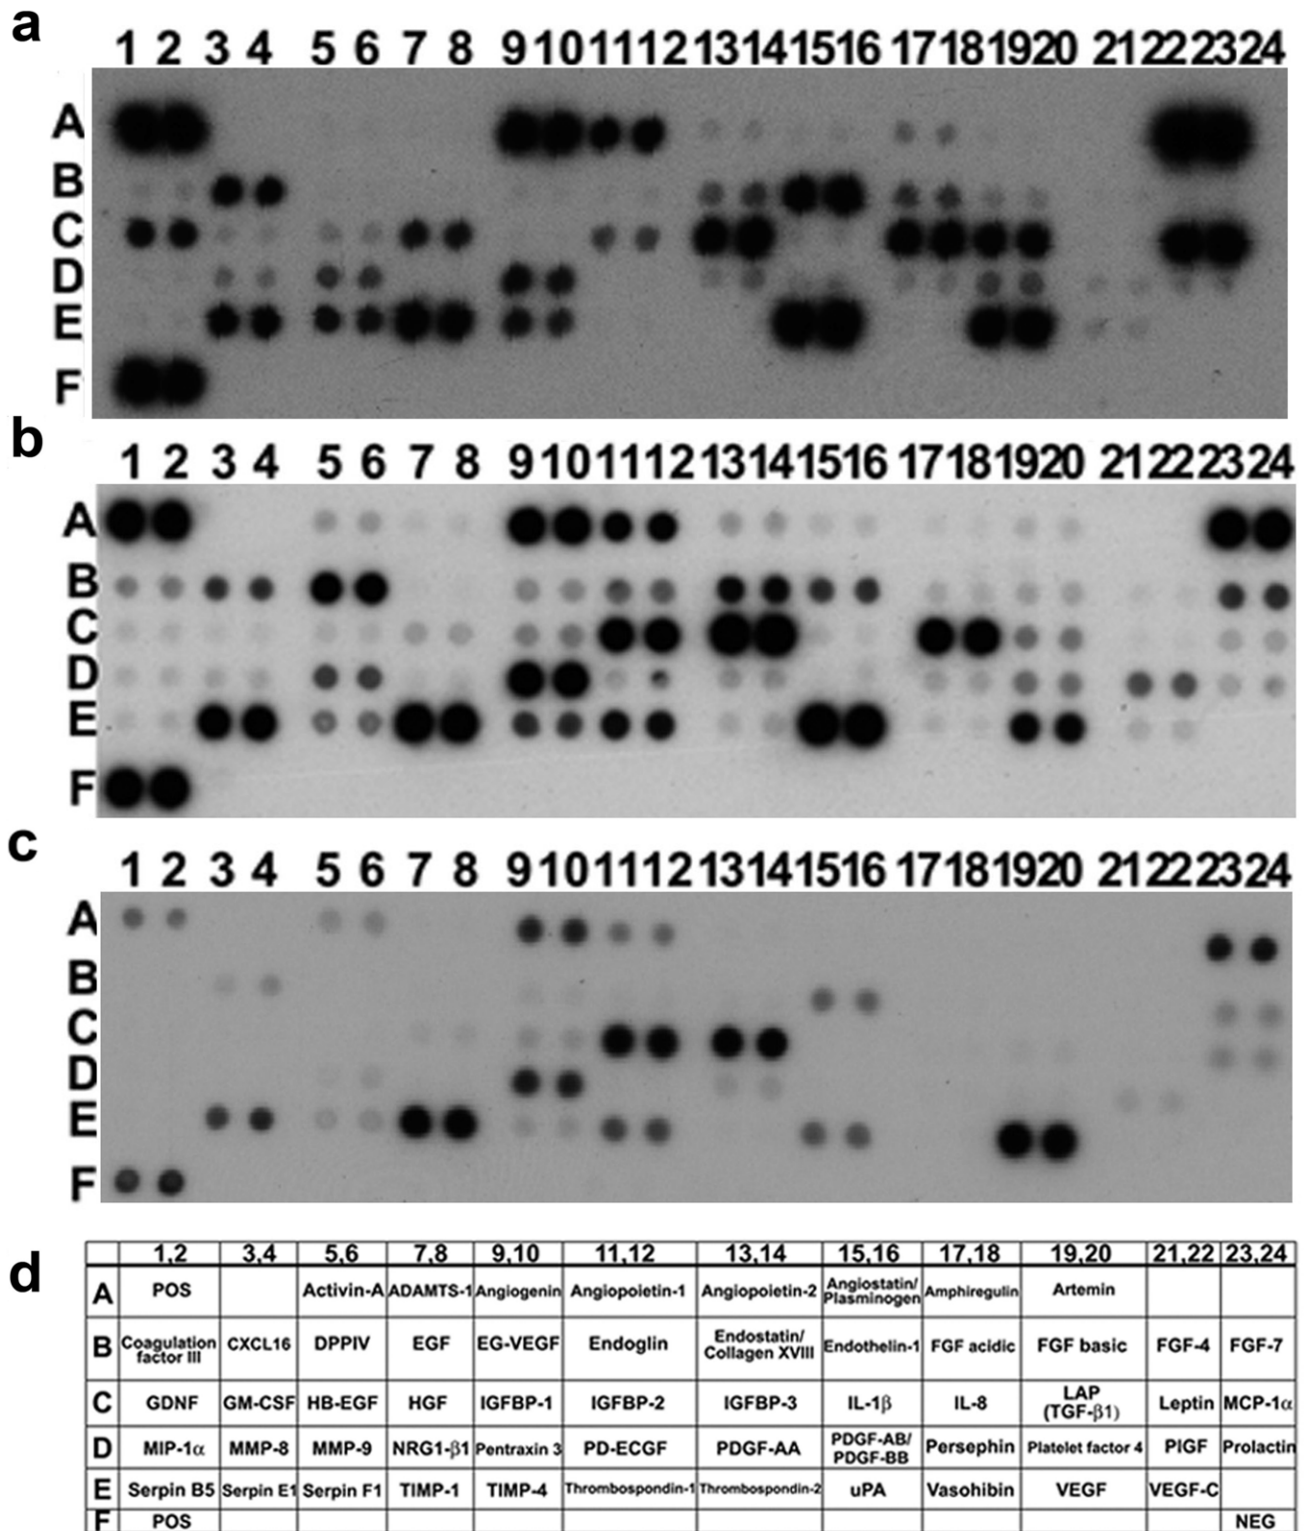 a
1 2 3 4 5 6 7 8 9 10 11 12 13 14 15 16 17 18 19 20 21 22 23 24
A
B
C
D
E
F
b
1 2 3 4 5 6 7 8 9 10 11 12 13 14 15 16 17 18 19 20 21 22 23 24
A
B
C
D
E
F
c
1 2 3 4 5 6 7 8 9 10 11 12 13 14 15 16 17 18 19 20 21 22 23 24
A
B
C
D
E
F
d
1,2 3,4 5,6 7,8 9,10 11,12 13,14 15,16 17,18 19,20 21,22 23,24
A POS Activin-A ADAMTS-1 Angiogenin Angiopoietin-1 Angiopoietin-2 Angiostatin/ Plasminogen Amphiregulin Artemin
B Coagulation factor III CXCL16 DPPIV EGF EG-VEGF Endoglin Endostatin/ Collagen XVIII Endothelin-1 FGF acidic FGF basic FGF-4 FGF-7
C GDNF GM-CSF HB-EGF HGF IGFBP-1 IGFBP-2 IGFBP-3 IL-1β IL-8 LAP (TGF-β1) Leptin MCP-1α
D MIP-1α MMP-8 MMP-9 NRG1-β1 Pentraxin 3 PD-ECGF PDGF-AA PDGF-AB/ PDGF-BB Persephin Platelet factor 4 PlGF Prolactin
E Serpin B5 Serpin E1 Serpin F1 TIMP-1 TIMP-4 Thrombospondin-1 Thrombospondin-2 uPA Vasohibin VEGF VEGF-C
F POS NEG